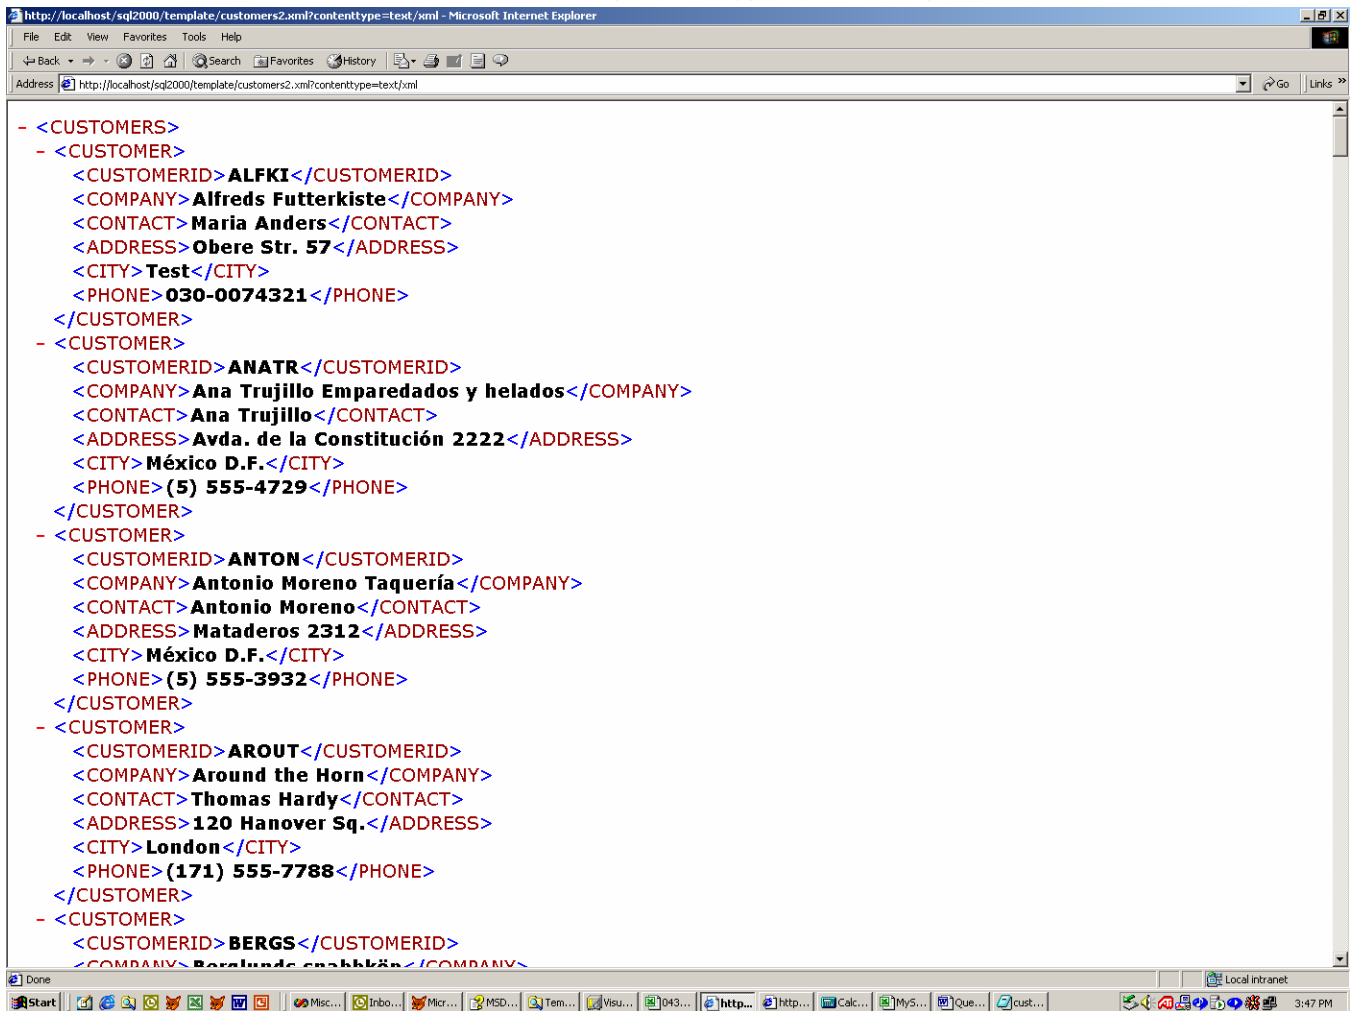 http://localhost/sql2000/template/customers2.xml?contenttype=text/xml - Microsoft Internet Explorer
File Edit View Favorites Tools Help
Back Search Favorites History
Address http://localhost/sql2000/template/customers2.xml?contenttype=text/xml Go Links »
- <CUSTOMERS>
- <CUSTOMER>
<CUSTOMERID>ALFKI</CUSTOMERID>
<COMPANY>Alfreds Futterkiste</COMPANY>
<CONTACT>Maria Anders</CONTACT>
<ADDRESS>Obere Str. 57</ADDRESS>
<CITY>Test</CITY>
<PHONE>030-0074321</PHONE>
</CUSTOMER>
- <CUSTOMER>
<CUSTOMERID>ANATR</CUSTOMERID>
<COMPANY>Ana Trujillo Emparedados y helados</COMPANY>
<CONTACT>Ana Trujillo</CONTACT>
<ADDRESS>Avda. de la Constitución 2222</ADDRESS>
<CITY>México D.F.</CITY>
<PHONE>(5) 555-4729</PHONE>
</CUSTOMER>
- <CUSTOMER>
<CUSTOMERID>ANTON</CUSTOMERID>
<COMPANY>Antonio Moreno Taquería</COMPANY>
<CONTACT>Antonio Moreno</CONTACT>
<ADDRESS>Mataderos 2312</ADDRESS>
<CITY>México D.F.</CITY>
<PHONE>(5) 555-3932</PHONE>
</CUSTOMER>
- <CUSTOMER>
<CUSTOMERID>AROUT</CUSTOMERID>
<COMPANY>Around the Horn</COMPANY>
<CONTACT>Thomas Hardy</CONTACT>
<ADDRESS>120 Hanover Sq.</ADDRESS>
<CITY>London</CITY>
<PHONE>(171) 555-7788</PHONE>
</CUSTOMER>
- <CUSTOMER>
<CUSTOMERID>BERGS</CUSTOMERID>
<COMPANY>Berglunds snabbköp</COMPANY>
Done Local intranet
Start Misc... Inbo... Micr... MSD... Tem... Visu... 043... http... http... Calc... MyS... Que... cust... 3:47 PM